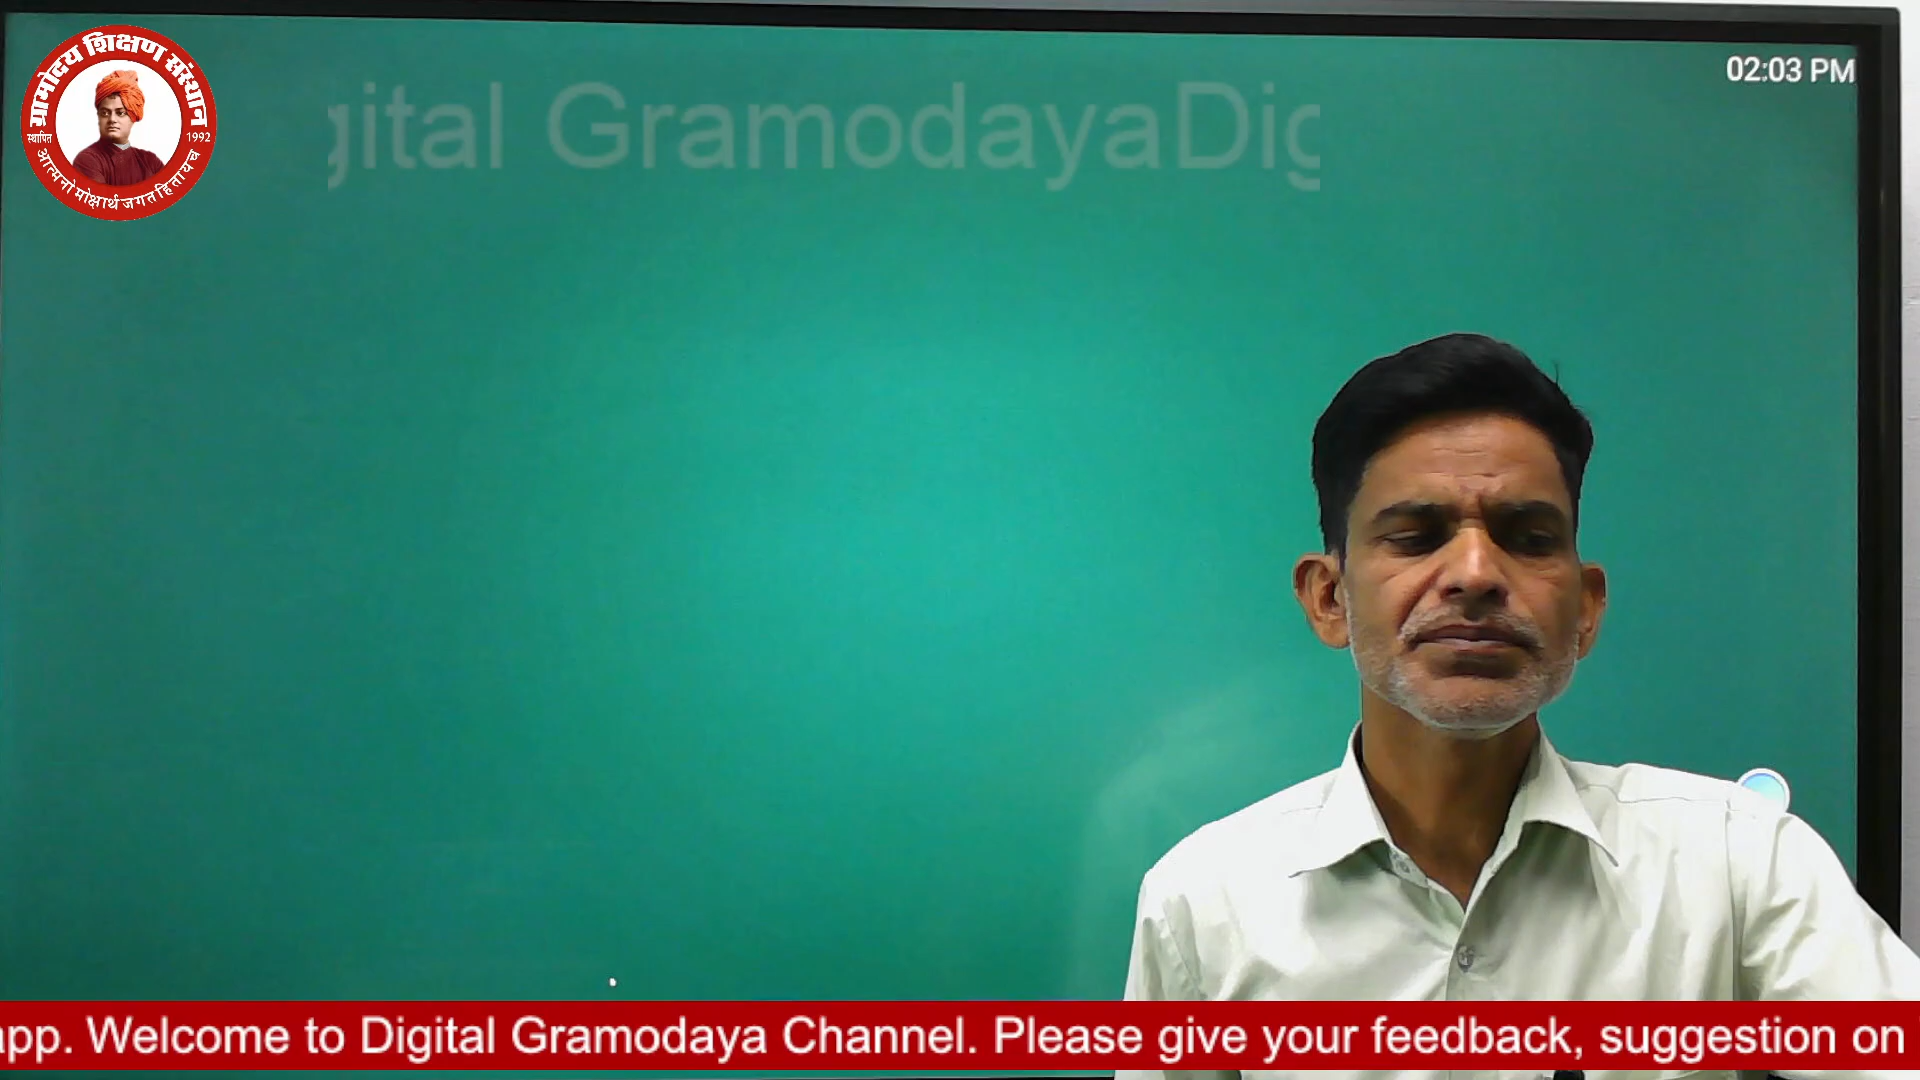 ग्रामोदय शिक्षण संस्थान
स्थापित 1992
आत्मनो मोक्षार्थ जगत हिताय च
02:03 PM
gital GramodayaDig
app. Welcome to Digital Gramodaya Channel. Please give your feedback, suggestion on